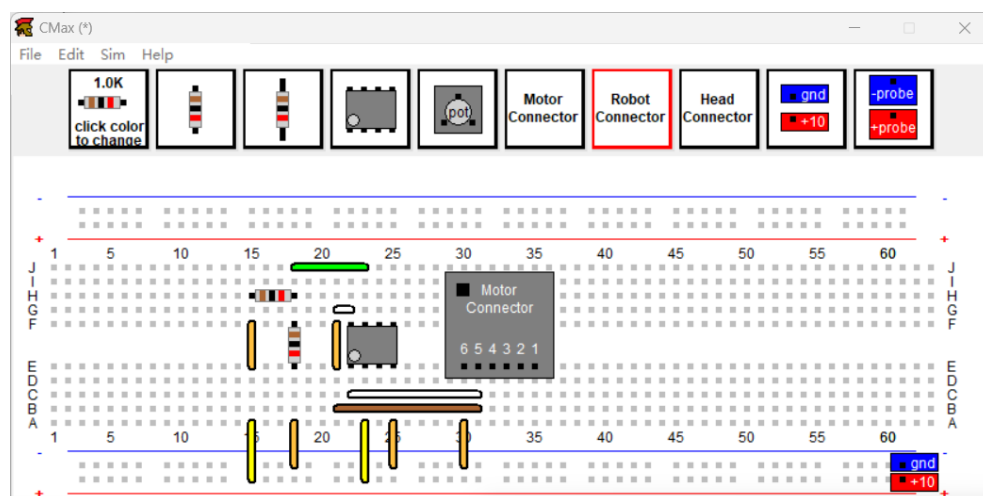 CMax (*)
File Edit Sim Help
1.0K
click color
to change
pot
Motor
Connector
Robot
Connector
Head
Connector
gnd
+10
-probe
+probe
- -
+ +
1 5 10 15 20 25 30 35 40 45 50 55 60
J J
I I
H H
G G
F F
Motor
Connector
6 5 4 3 2 1
E E
D D
C C
B B
A A
1 5 10 15 20 25 30 35 40 45 50 55 60
- -
gnd
+10
+ +